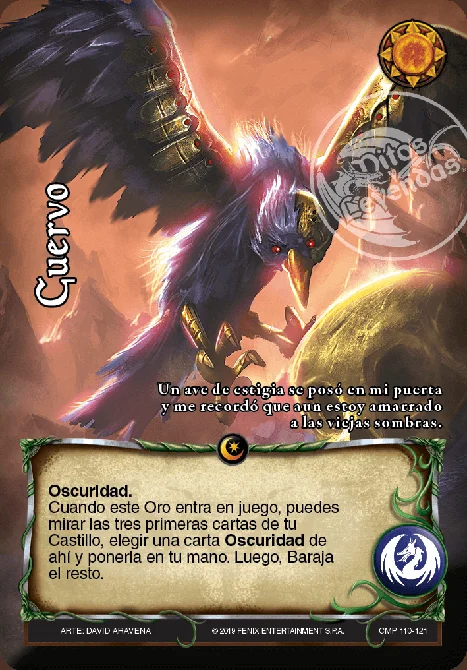 Mitos y
Leyendas
Cuervo
Un ave de estigia se posó en mi puerta
y me recordó que aun estoy amarrado
a las viejas sombras.
Oscuridad.
Cuando este Oro entra en juego, puedes
mirar las tres primeras cartas de tu
Castillo, elegir una carta Oscuridad de
ahí y ponerla en tu mano. Luego, Baraja
el resto.
ARTE: DAVID ARAVENA © 2019 FENIX ENTERTAINMENT S.P.A. CMP 110-121